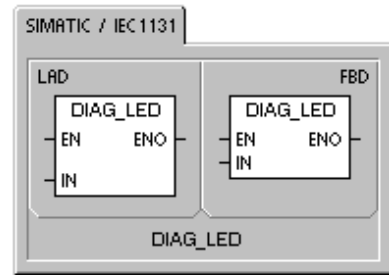 SIMATIC / IEC1131
LAD
FBD
DIAG_LED
EN
ENO
IN
DIAG_LED
EN
ENO
IN
DIAG_LED